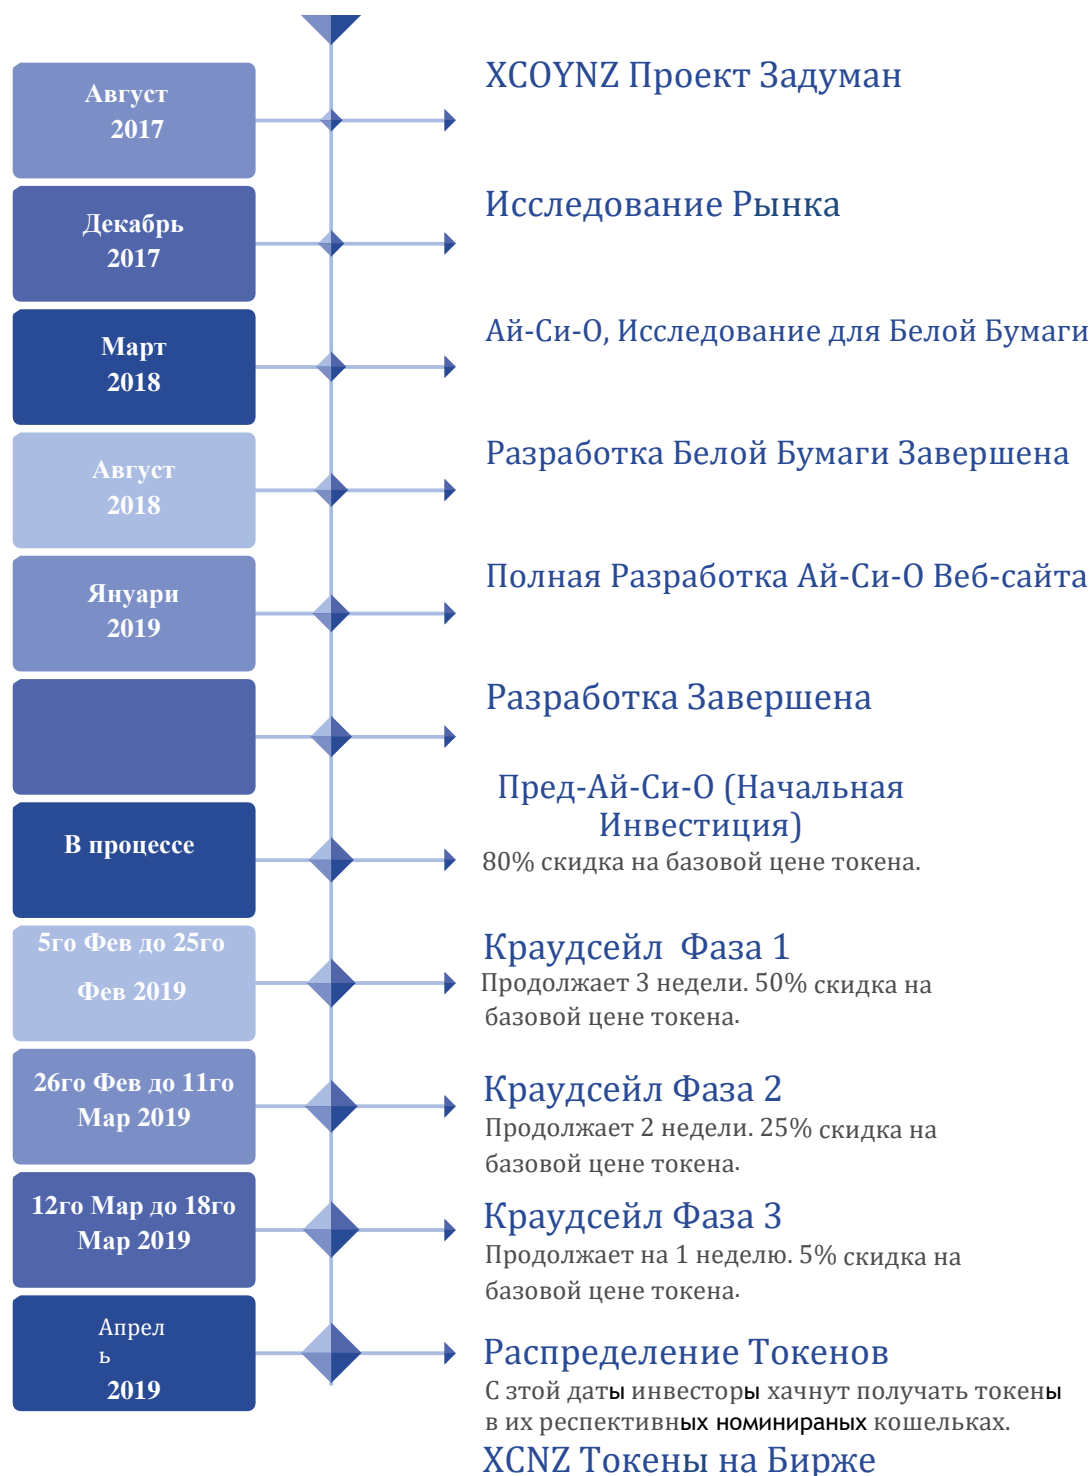 Август
2017
XCOYNZ Проект Задуман
Декабрь
2017
Исследование Рынка
Март
2018
Ай-Си-О, Исследование для Белой Бумаги
Август
2018
Разработка Белой Бумаги Завершена
Януари
2019
Полная Разработка Ай-Си-О Веб-сайта
Разработка Завершена
В процессе
Пред-Ай-Си-О (Начальная
Инвестиция)
80% скидка на базовой цене токена.
5го Фев до 25го
Фев 2019
Краудсейл Фаза 1
Продолжает 3 недели. 50% скидка на
базовой цене токена.
26го Фев до 11го
Мар 2019
Краудсейл Фаза 2
Продолжает 2 недели. 25% скидка на
базовой цене токена.
12го Мар до 18го
Мар 2019
Краудсейл Фаза 3
Продолжает на 1 неделю. 5% скидка на
базовой цене токена.
Апрел
ь
2019
Распределение Токенов
С зтой даты инвесторы хачнут получать токены
в их респективных номинираных кошельках.
XCNZ Токены на Бирже